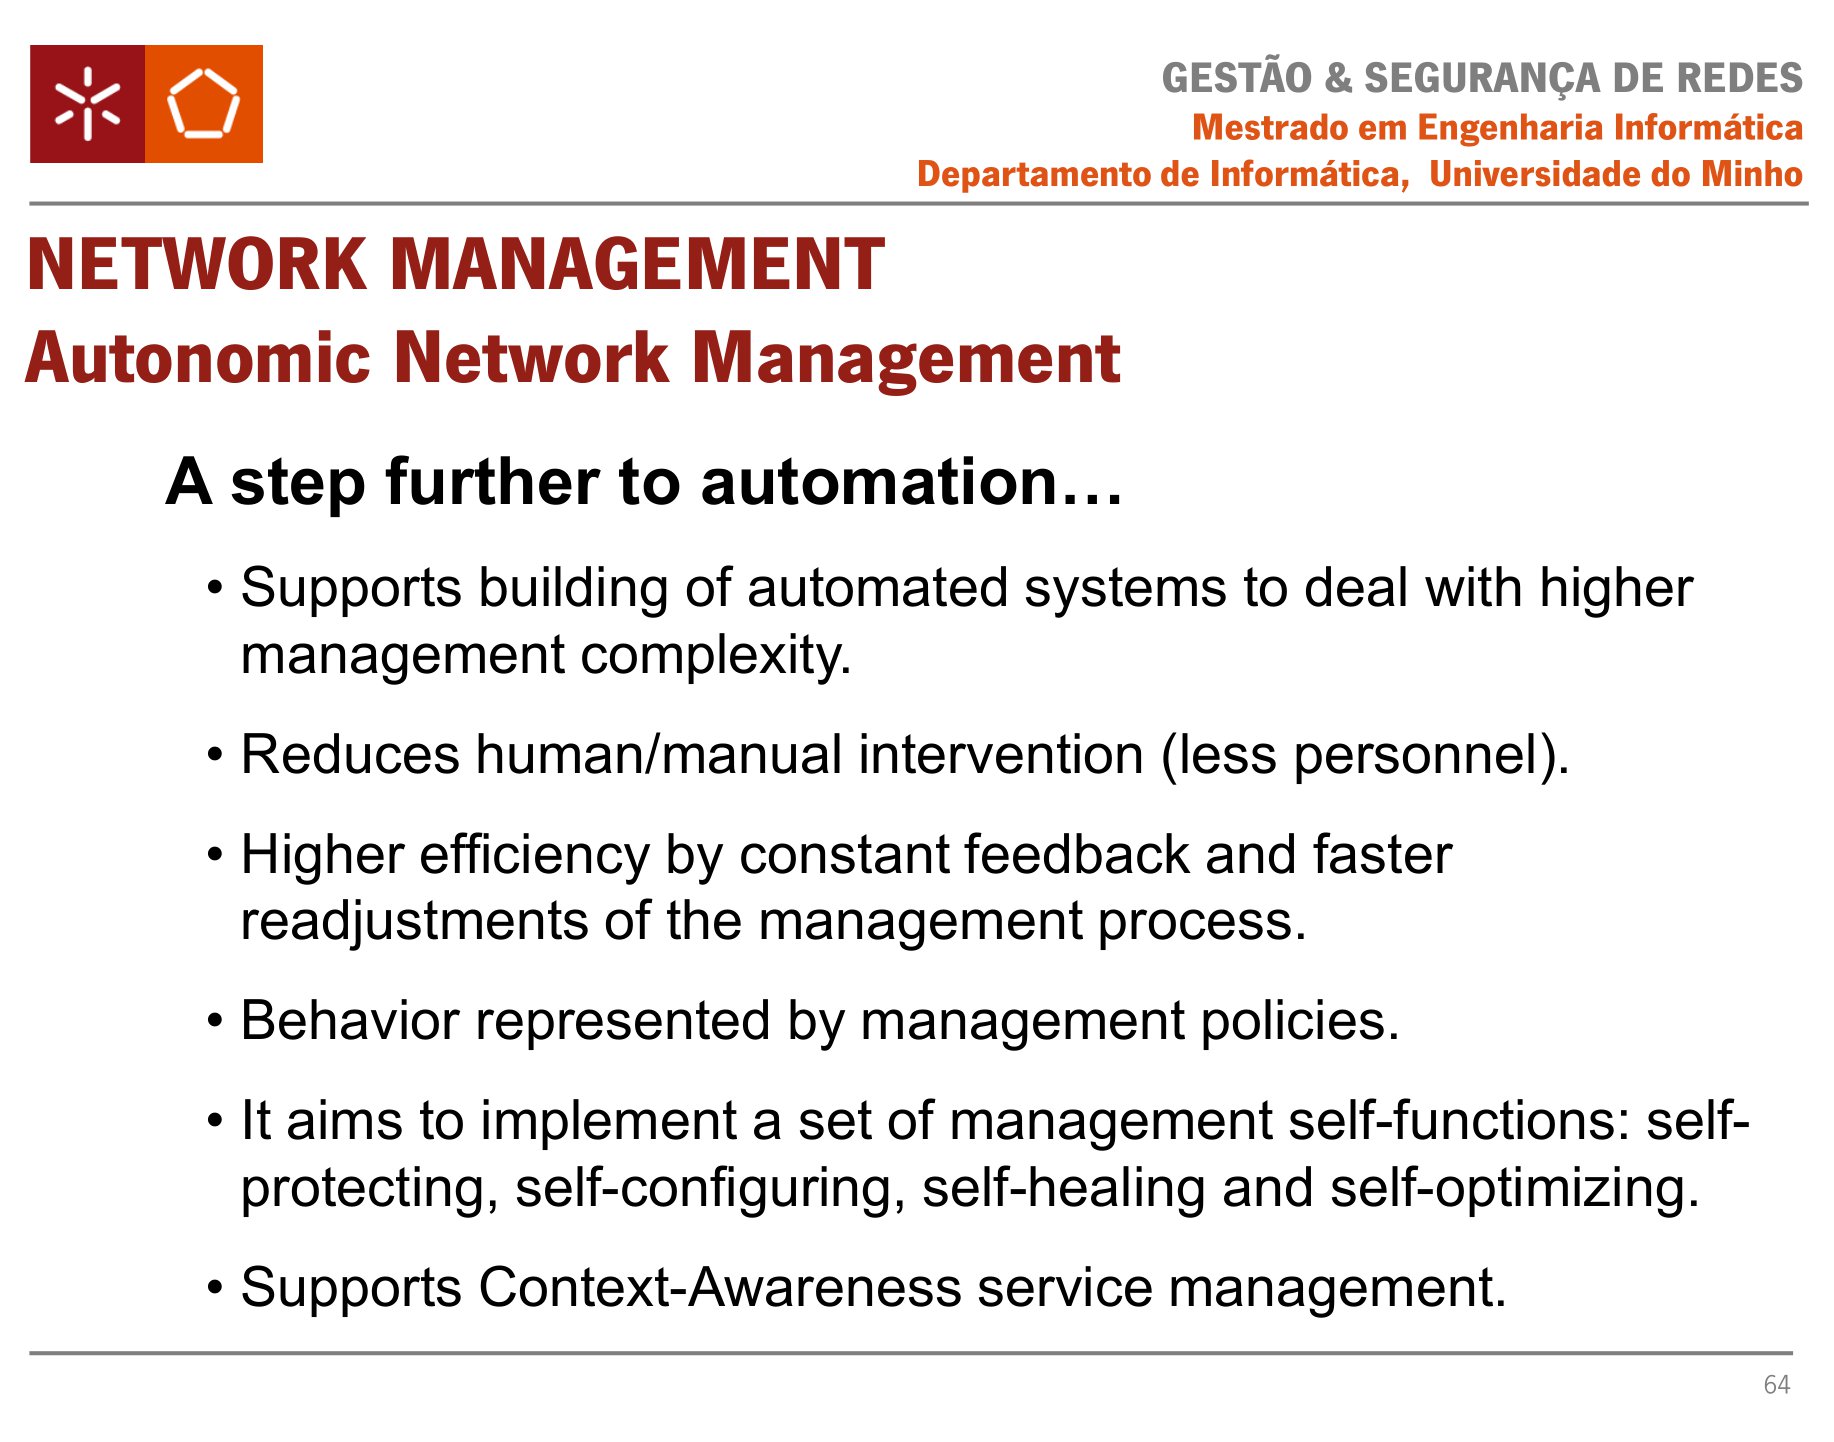 GESTÃO & SEGURANÇA DE REDES
Mestrado em Engenharia Informática
Departamento de Informática, Universidade do Minho
NETWORK MANAGEMENT
Autonomic Network Management
A step further to automation…
• Supports building of automated systems to deal with higher
management complexity.
• Reduces human/manual intervention (less personnel).
• Higher efficiency by constant feedback and faster
readjustments of the management process.
• Behavior represented by management policies.
• It aims to implement a set of management self-functions: self-
protecting, self-configuring, self-healing and self-optimizing.
• Supports Context-Awareness service management.
64